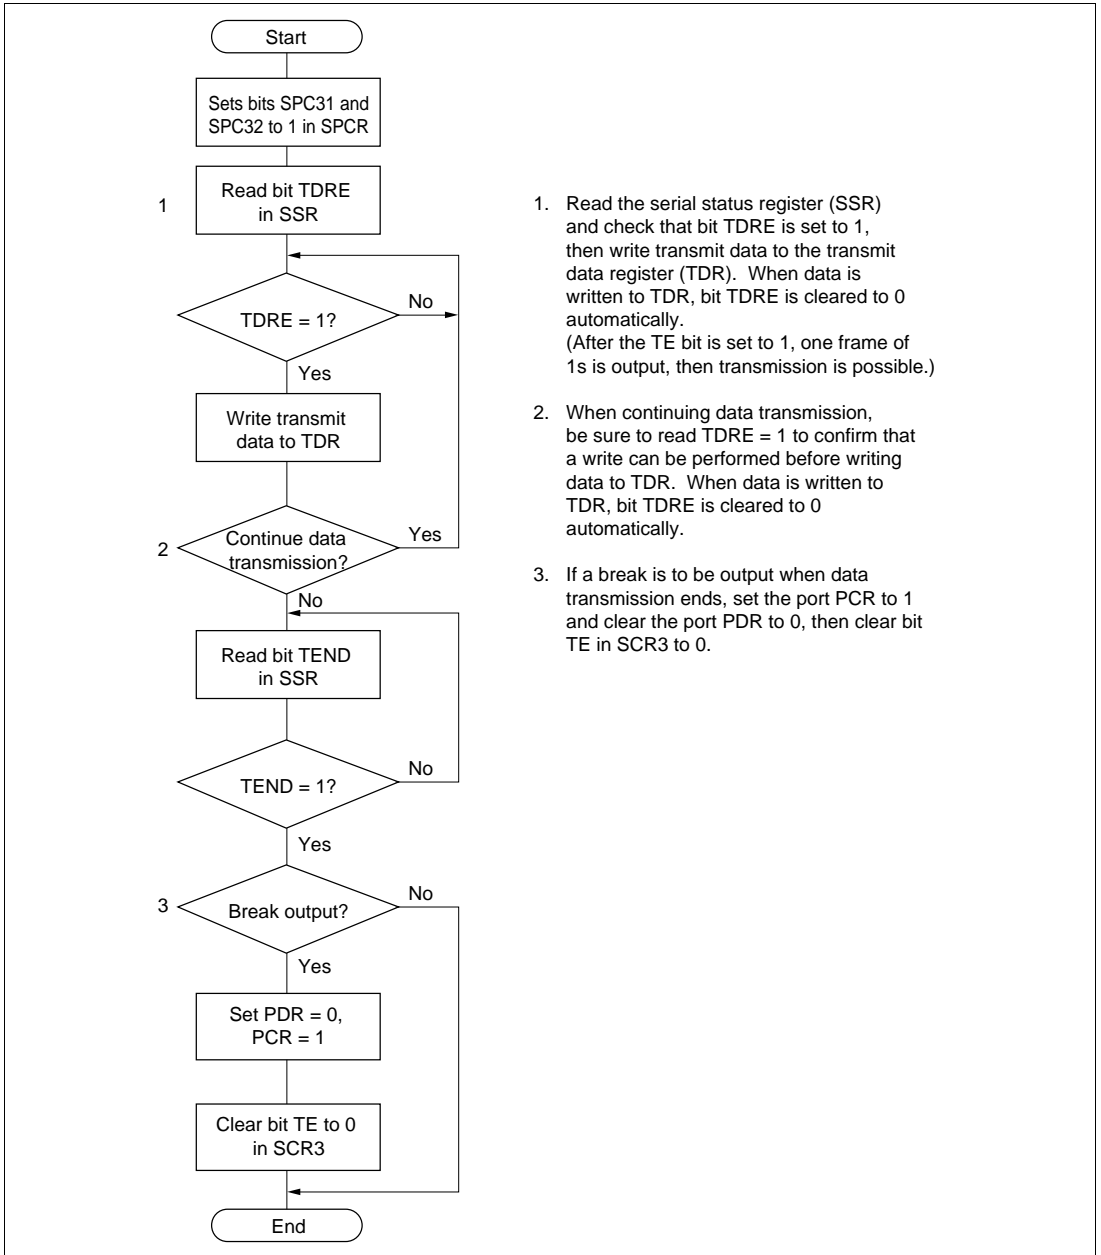 Start
Sets bits SPC31 and
SPC32 to 1 in SPCR
1
Read bit TDRE
in SSR
TDRE = 1?
No
Yes
Write transmit
data to TDR
2
Continue data
transmission?
Yes
No
Read bit TEND
in SSR
TEND = 1?
No
Yes
3
Break output?
No
Yes
Set PDR = 0,
PCR = 1
Clear bit TE to 0
in SCR3
End
1. Read the serial status register (SSR)
and check that bit TDRE is set to 1,
then write transmit data to the transmit
data register (TDR). When data is
written to TDR, bit TDRE is cleared to 0
automatically.
(After the TE bit is set to 1, one frame of
1s is output, then transmission is possible.)
2. When continuing data transmission,
be sure to read TDRE = 1 to confirm that
a write can be performed before writing
data to TDR. When data is written to
TDR, bit TDRE is cleared to 0
automatically.
3. If a break is to be output when data
transmission ends, set the port PCR to 1
and clear the port PDR to 0, then clear bit
TE in SCR3 to 0.